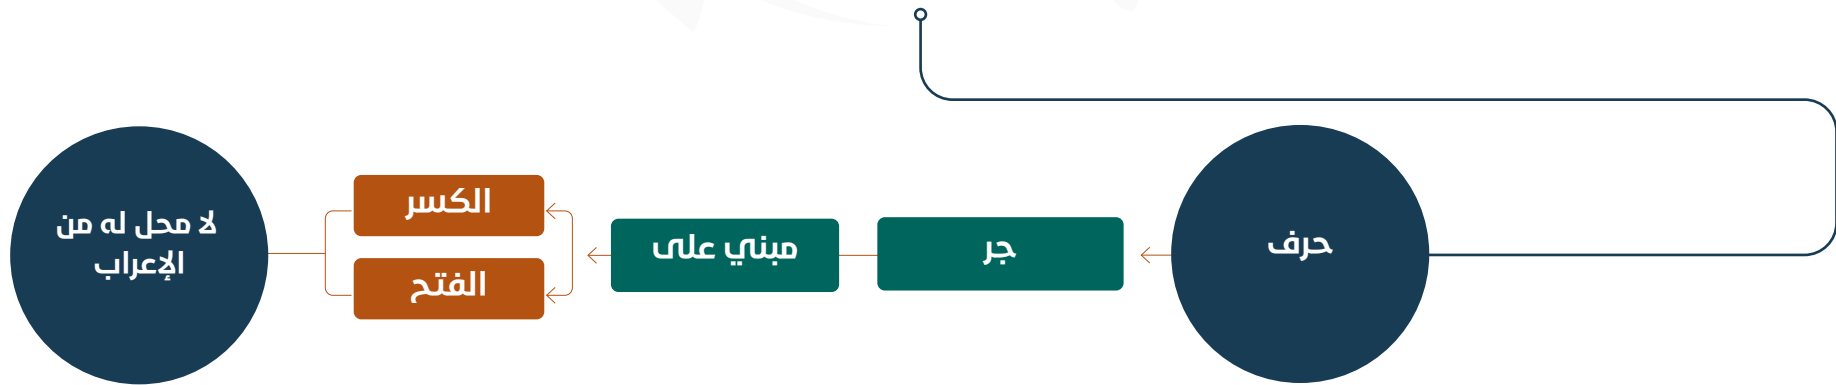 حرف
جر
مبني على
الكسر
الفتح
لا محل له من
الإعراب